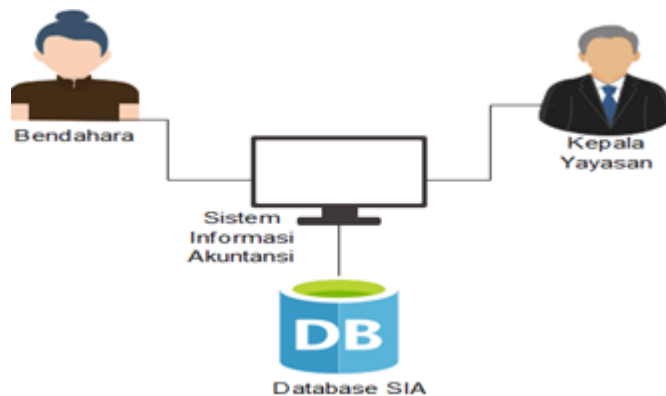 Bendahara
Kepala
Yayasan
Sistem
Informasi
Akuntansi
DB
Database SIA